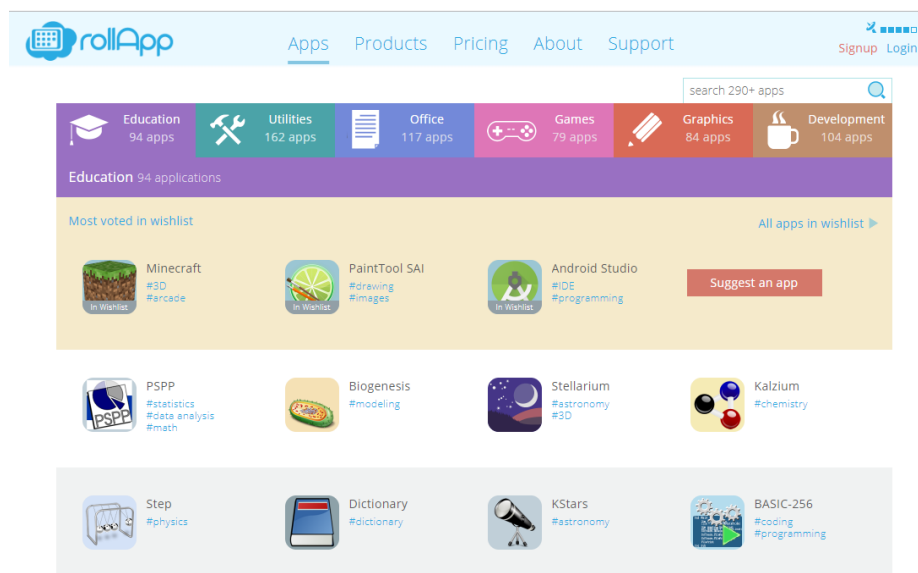 rollApp
Apps Products Pricing About Support
Signup Login
search 290+ apps
Education
94 apps
Utilities
162 apps
Office
117 apps
Games
79 apps
Graphics
84 apps
Development
104 apps
Education 94 applications
Most voted in wishlist
All apps in wishlist
In Wishlist
Minecraft
#3D
#arcade
In Wishlist
PaintTool SAI
#drawing
#images
In Wishlist
Android Studio
#IDE
#programming
Suggest an app
PSPP
PSPP
#statistics
#data analysis
#math
Biogenesis
#modeling
Stellarium
#astronomy
#3D
Kalzium
#chemistry
Step
#physics
Dictionary
#dictionary
KStars
#astronomy
BASIC-256
#coding
#programming